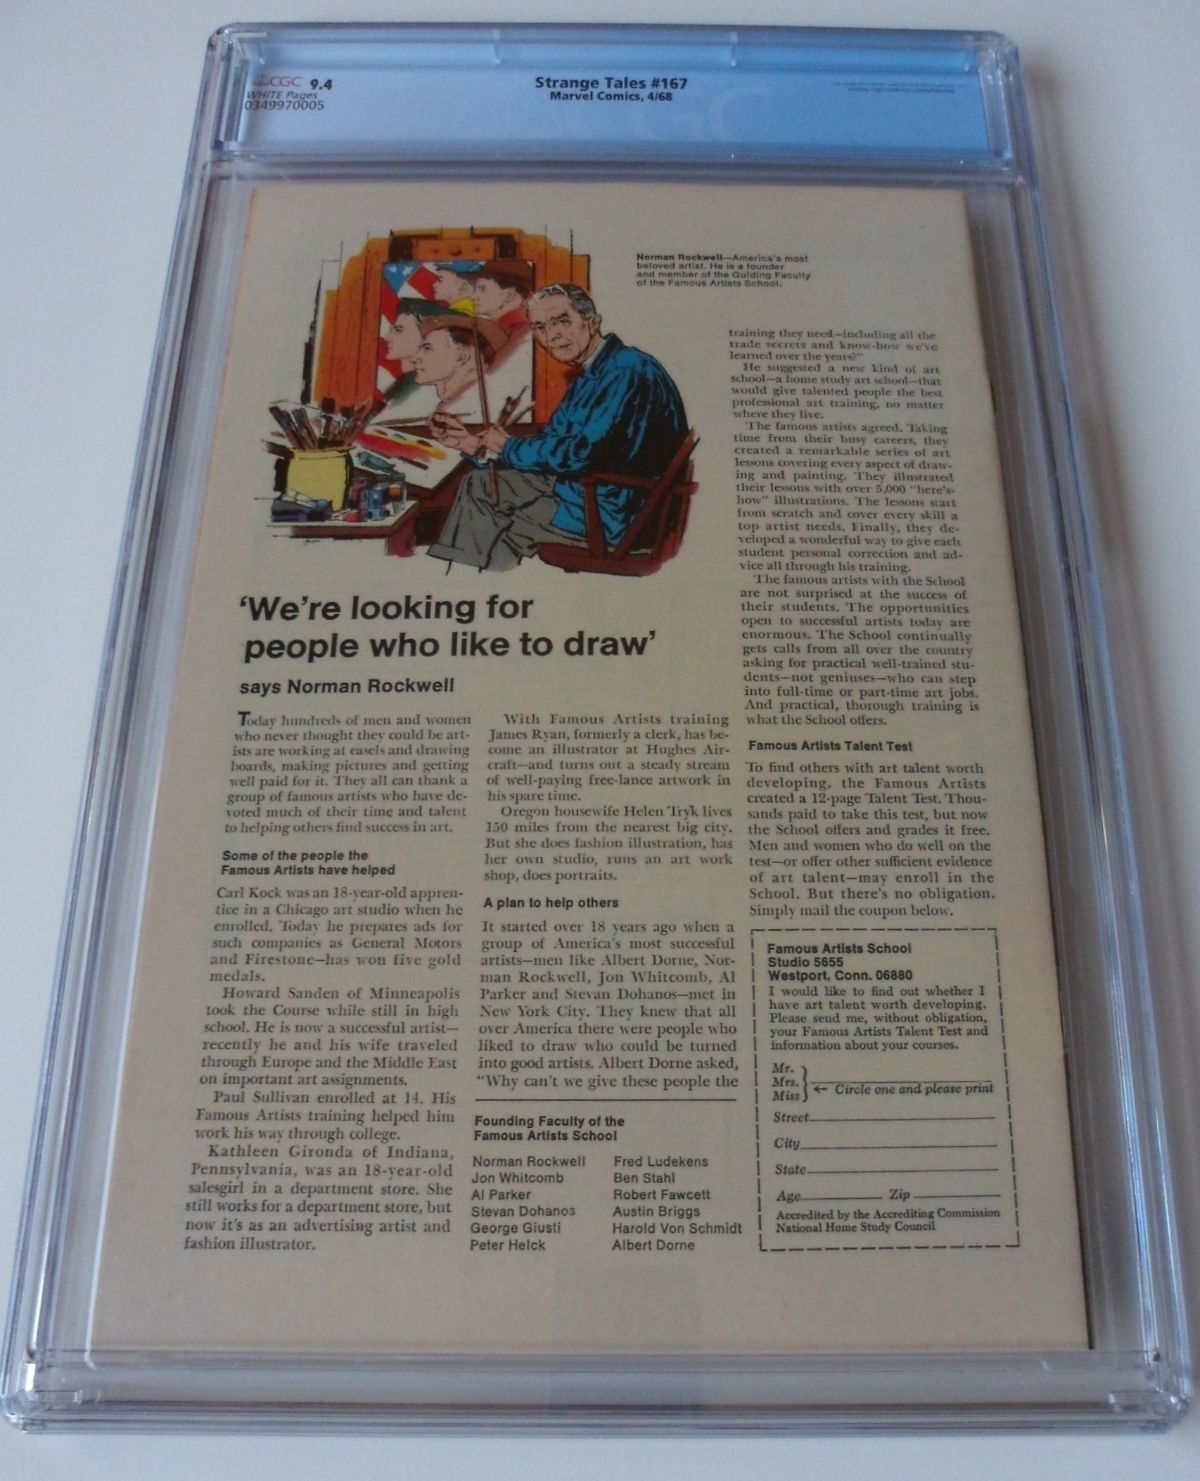 CGC 9.4
WHITE Pages
0349970005
Strange Tales #167
Marvel Comics, 4/68
Norman Rockwell—America's most
beloved artist. He is a founder
and member of the Guiding Faculty
of the Famous Artists School.
'We're looking for
people who like to draw'
says Norman Rockwell
Today hundreds of men and women
who never thought they could be art-
ists are working at easels and drawing
boards, making pictures and getting
well paid for it. They all can thank a
group of famous artists who have de-
voted much of their time and talent
to helping others find success in art.
Some of the people the
Famous Artists have helped
Carl Kock was an 18-year-old appren-
tice in a Chicago art studio when he
enrolled. Today he prepares ads for
such companies as General Motors
and Firestone—has won five gold
medals.
Howard Sanden of Minneapolis
took the Course while still in high
school. He is now a successful artist—
recently he and his wife traveled
through Europe and the Middle East
on important art assignments.
Paul Sullivan enrolled at 14. His
Famous Artists training helped him
work his way through college.
Kathleen Gironda of Indiana,
Pennsylvania, was an 18-year-old
salesgirl in a department store. She
still works for a department store, but
now it's as an advertising artist and
fashion illustrator.
With Famous Artists training
James Ryan, formerly a clerk, has be-
come an illustrator at Hughes Air-
craft—and turns out a steady stream
of well-paying free-lance artwork in
his spare time.
Oregon housewife Helen Tryk lives
150 miles from the nearest big city.
But she does fashion illustration, has
her own studio, runs an art work
shop, does portraits.
A plan to help others
It started over 18 years ago when a
group of America's most successful
artists—men like Albert Dorne, Nor-
man Rockwell, Jon Whitcomb, Al
Parker and Stevan Dohanos—met in
New York City. They knew that all
over America there were people who
liked to draw who could be turned
into good artists. Albert Dorne asked,
"Why can't we give these people the
Founding Faculty of the
Famous Artists School
Norman Rockwell
Jon Whitcomb
Al Parker
Stevan Dohanos
George Giusti
Peter Helck
Fred Ludekens
Ben Stahl
Robert Fawcett
Austin Briggs
Harold Von Schmidt
Albert Dorne
training they need—including all the
trade secrets and know-how we've
learned over the years?"
He suggested a new kind of art
school—a home study art school—that
would give talented people the best
professional art training, no matter
where they live.
The famous artists agreed. Taking
time from their busy careers, they
created a remarkable series of art
lessons covering every aspect of draw-
ing and painting. They illustrated
their lessons with over 5,000 "here's-
how" illustrations. The lessons start
from scratch and cover every skill a
top artist needs. Finally, they de-
veloped a wonderful way to give each
student personal correction and ad-
vice all through his training.
The famous artists with the School
are not surprised at the success of
their students. The opportunities
open to successful artists today are
enormous. The School continually
gets calls from all over the country
asking for practical well-trained stu-
dents—not geniuses—who can step
into full-time or part-time art jobs.
And practical, thorough training is
what the School offers.
Famous Artists Talent Test
To find others with art talent worth
developing, the Famous Artists
created a 12-page Talent Test. Thou-
sands paid to take this test, but now
the School offers and grades it free.
Men and women who do well on the
test—or offer other sufficient evidence
of art talent—may enroll in the
School. But there's no obligation.
Simply mail the coupon below.
Famous Artists School
Studio 5655
Westport, Conn. 06880
I would like to find out whether I
have art talent worth developing.
Please send me, without obligation,
your Famous Artists Talent Test and
information about your courses.
Mr.
Mrs.
Miss
← Circle one and please print
Street
City
State
Age Zip
Accredited by the Accrediting Commission
National Home Study Council